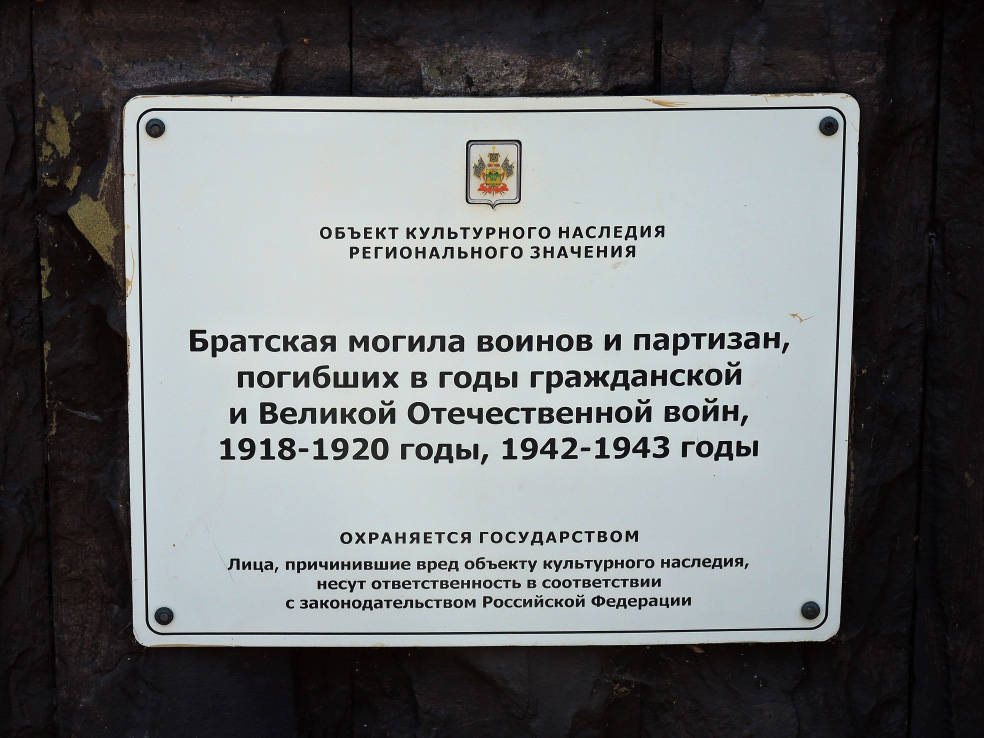 ОБЪЕКТ КУЛЬТУРНОГО НАСЛЕДИЯ
РЕГИОНАЛЬНОГО ЗНАЧЕНИЯ
Братская могила воинов и партизан,
погибших в годы гражданской
и Великой Отечественной войн,
1918-1920 годы, 1942-1943 годы
ОХРАНЯЕТСЯ ГОСУДАРСТВОМ
Лица, причинившие вред объекту культурного наследия,
несут ответственность в соответствии
с законодательством Российской Федерации